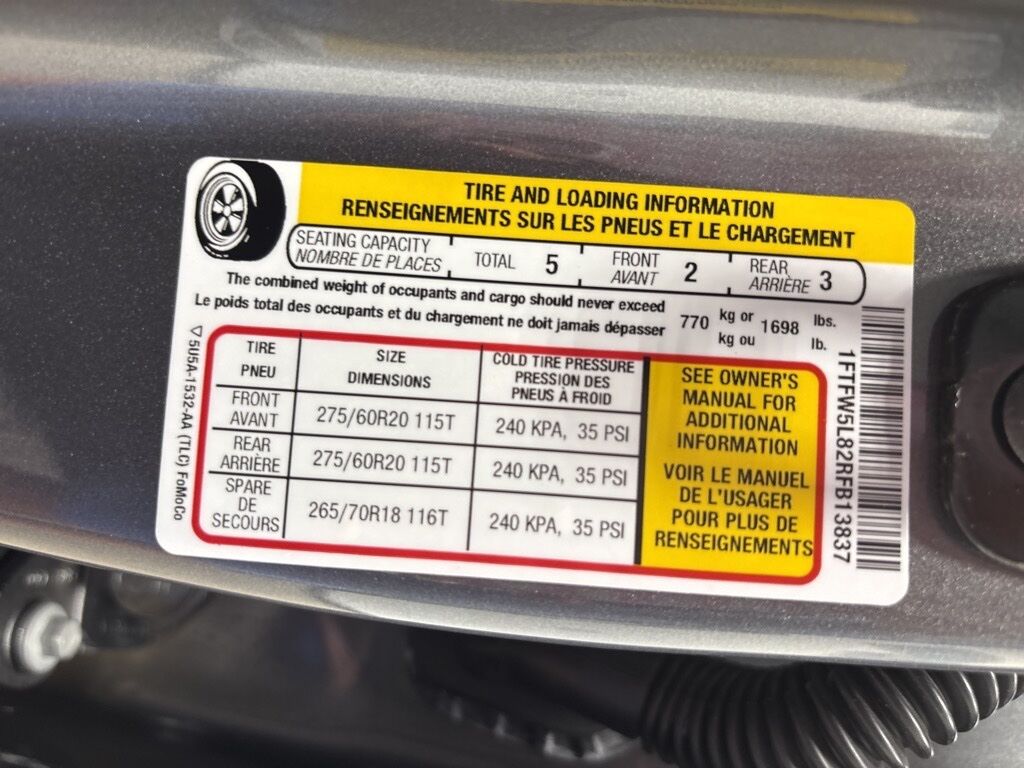 TIRE AND LOADING INFORMATION
RENSEIGNEMENTS SUR LES PNEUS ET LE CHARGEMENT
SEATING CAPACITY
NOMBRE DE PLACES
TOTAL 5
FRONT
AVANT
2
REAR
ARRIÈRE
3
The combined weight of occupants and cargo should never exceed
Le poids total des occupants et du chargement ne doit jamais dépasser
770
kg or
kg ou
1698
lbs.
lb.
TIRE
PNEU
SIZE
DIMENSIONS
COLD TIRE PRESSURE
PRESSION DES
PNEUS À FROID
FRONT
AVANT
275/60R20 115T
240 KPA, 35 PSI
REAR
ARRIÈRE
275/60R20 115T
240 KPA, 35 PSI
SPARE
DE
SECOURS
265/70R18 116T
240 KPA, 35 PSI
SEE OWNER'S
MANUAL FOR
ADDITIONAL
INFORMATION
VOIR LE MANUEL
DE L'USAGER
POUR PLUS DE
RENSEIGNEMENTS
5U5A-1532-AA (TLC) FoMoCo
1FTFW5L82RFB13837